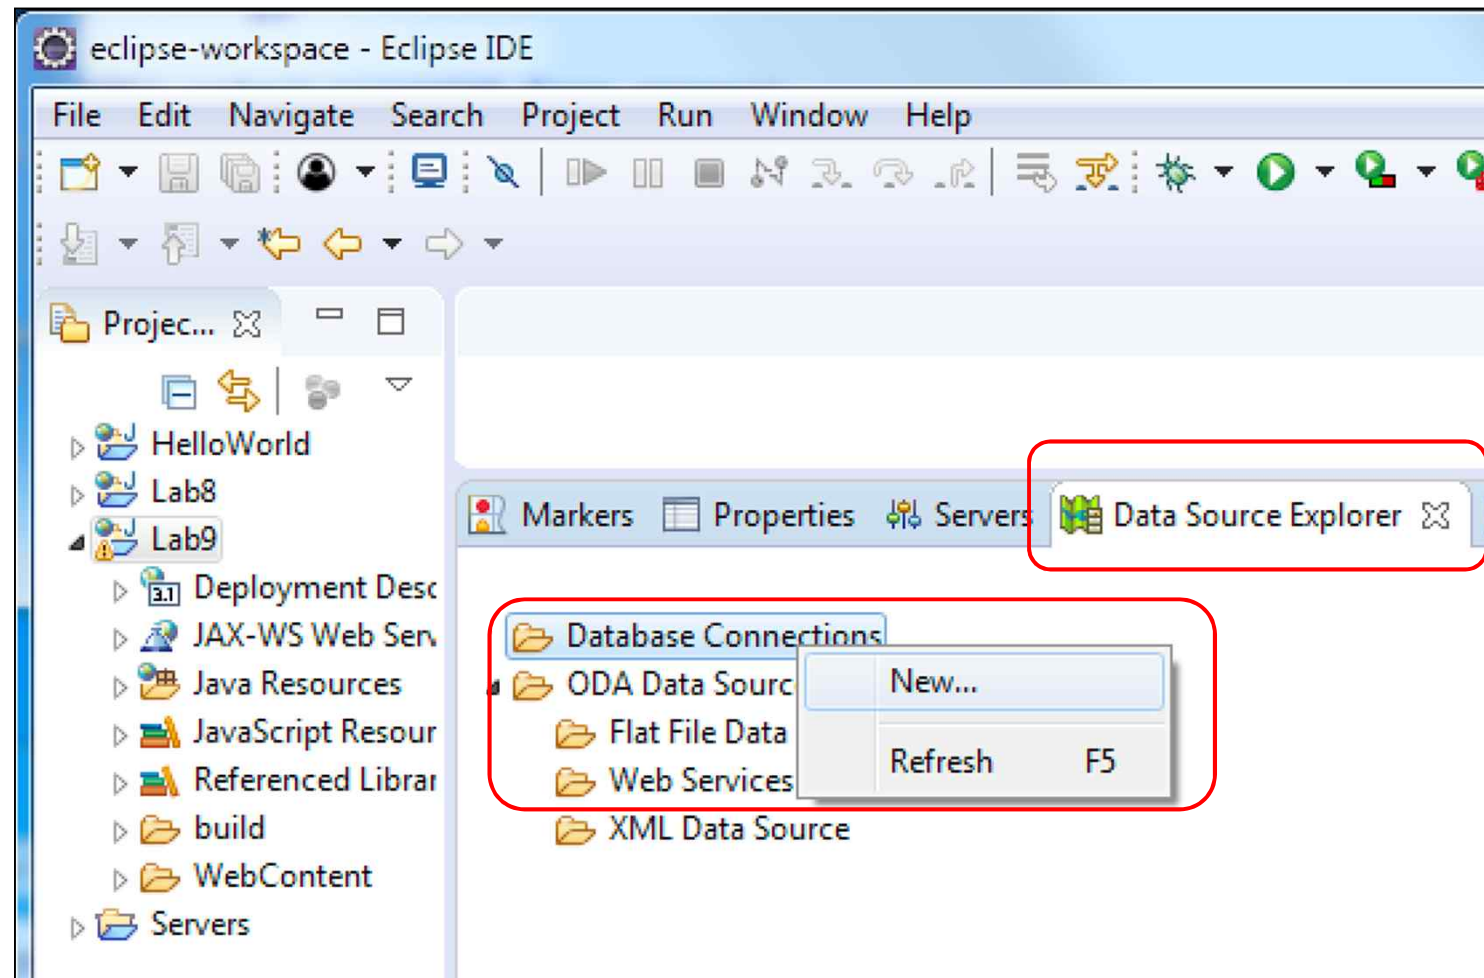 eclipse-workspace - Eclipse IDE
File Edit Navigate Search Project Run Window Help
Projec...
HelloWorld
Lab8
Lab9
3.1 Deployment Desc
JAX-WS Web Serv
Java Resources
JavaScript Resour
Referenced Librar
build
WebContent
Servers
Markers Properties Servers Data Source Explorer
Database Connections
ODA Data Sourc
Flat File Data
Web Services
XML Data Source
New...
Refresh F5